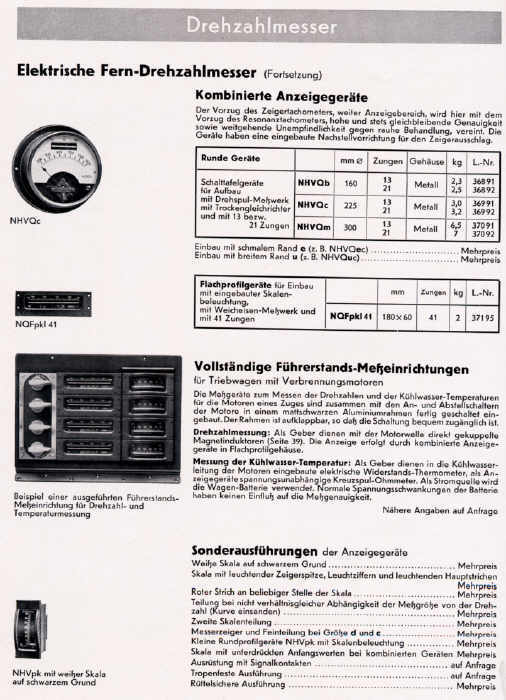 Drehzahlmesser
Elektrische Fern-Drehzahlmesser (Fortsetzung)
Kombinierte Anzeigegeräte
Der Vorzug des Zeigertachometers, weiter Anzeigebereich, wird hier mit dem
Vorzug des Resonanztachometers, hohe und stets gleichbleibende Genauigkeit
sowie weitgehende Unempfindlichkeit gegen rauhe Behandlung, vereint. Die
Geräte haben eine eingebaute Nachstellvorrichtung für den Zeigerausschlag.
NHVQc
Runde Geräte mm ø Zungen Gehäuse kg L.-Nr.
Schalttafelgeräte
für Aufbau
mit Drehspul-Meßwerk
mit Trockengleichrichter
und mit 13 bezw.
21 Zungen
NHVQb 160 13 Metall 2,3 36891
21 2,5 36892
NHVQc 225 13 Metall 3,0 36991
21 3,2 36992
NHVQm 300 13 Metall 6,5 37091
21 7 37092
Einbau mit schmalem Rand e (z. B. NHVQec) Mehrpreis
Einbau mit breitem Rand u (z. B. NHVQuc) Mehrpreis
Flachprofilgeräte für Einbau
mit eingebauter Skalen-
beleuchtung,
mit Weicheisen-Meßwerk und
mit 41 Zungen
mm Zungen kg L.-Nr.
NQFpkl 41 180×60 41 2 37195
NQFpkl 41
Vollständige Führerstands-Meßeinrichtungen
für Triebwagen mit Verbrennungsmotoren
Die Meßgeräte zum Messen der Drehzahlen und der Kühlwasser-Temperaturen
für die Motoren eines Zuges sind zusammen mit den An- und Abstellschaltern
der Motore in einem mattschwarzen Aluminiumrahmen fertig geschaltet ein-
gebaut. Der Rahmen ist aufklappbar, so daß die Schaltung bequem zugänglich ist.
Drehzahlmessung: Als Geber dienen mit der Motorwelle direkt gekuppelte
Magnetinduktoren (Seite 39). Die Anzeige erfolgt durch kombinierte Anzeige-
geräte in Flachprofilgehäuse.
Messung der Kühlwasser-Temperatur: Als Geber dienen in die Kühlwasser-
leitung der Motoren eingebaute elektrische Widerstands-Thermometer, als An-
zeigegeräte spannungsunabhängige Kreuzspul-Ohmmeter. Als Stromquelle wird
die Wagen-Batterie verwendet. Normale Spannungsschwankungen der Batterie
haben keinen Einfluß auf die Meßgenauigkeit.
Nähere Angaben auf Anfrage
Beispiel einer ausgeführten Führerstands-
Meßeinrichtung für Drehzahl- und
Temperaturmessung
Sonderausführungen der Anzeigegeräte
Weiße Skala auf schwarzem Grund Mehrpreis
Skala mit leuchtender Zeigerspitze, Leuchtziffern und leuchtenden Hauptstrichen
Mehrpreis
Roter Strich an beliebiger Stelle der Skala Mehrpreis
Teilung bei nicht verhältnisgleicher Abhängigkeit der Meßgröße von der Dreh-
zahl (Kurve einsenden) Mehrpreis
Zweite Skalenteilung Mehrpreis
Messerzeiger und Feinteilung bei Größe d und c Mehrpreis
Kleine Rundprofilgeräte NHVpk mit Skalenbeleuchtung Mehrpreis
Skala mit unterdrückten Anfangswerten bei kombinierten Geräten Mehrpreis
Ausrüstung mit Signalkontakten auf Anfrage
Tropenfeste Ausführung auf Anfrage
Rüttelsichere Ausführung Mehrpreis
NHVpk mit weißer Skala
auf schwarzem Grund